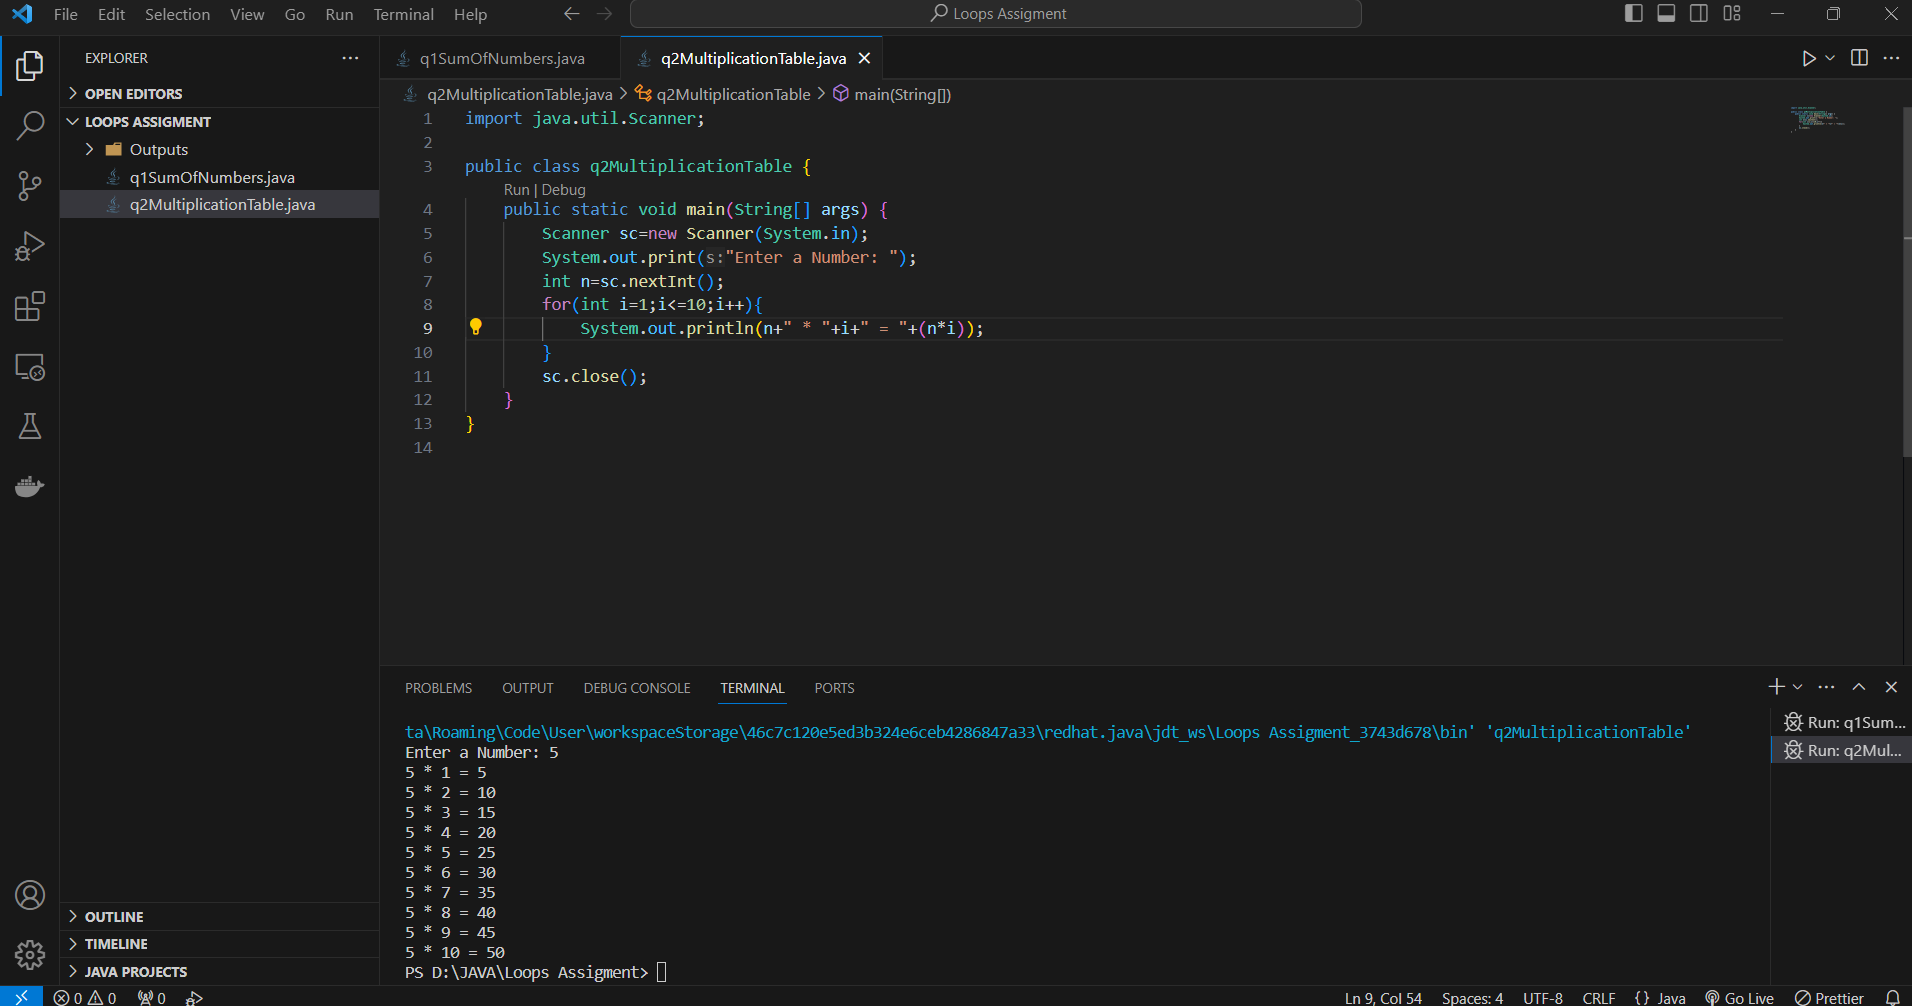 File Edit Selection View Go Run Terminal Help
Loops Assigment
EXPLORER
OPEN EDITORS
LOOPS ASSIGMENT
Outputs
q1SumOfNumbers.java
q2MultiplicationTable.java
q1SumOfNumbers.java q2MultiplicationTable.java
q2MultiplicationTable.java > q2MultiplicationTable > main(String[])
1 import java.util.Scanner;
2
3 public class q2MultiplicationTable {
Run | Debug
4 public static void main(String[] args) {
5 Scanner sc=new Scanner(System.in);
6 System.out.print(s:"Enter a Number: ");
7 int n=sc.nextInt();
8 for(int i=1;i<=10;i++){
9 System.out.println(n+" * "+i+" = "+(n*i));
10 }
11 sc.close();
12 }
13 }
14
PROBLEMS OUTPUT DEBUG CONSOLE TERMINAL PORTS
ta\Roaming\Code\User\workspaceStorage\46c7c120e5ed3b324e6ceb4286847a33\redhat.java\jdt_ws\Loops Assigment_3743d678\bin' 'q2MultiplicationTable'
Enter a Number: 5
5 * 1 = 5
5 * 2 = 10
5 * 3 = 15
5 * 4 = 20
5 * 5 = 25
5 * 6 = 30
5 * 7 = 35
5 * 8 = 40
5 * 9 = 45
5 * 10 = 50
PS D:\JAVA\Loops Assigment>
Run: q1Sum...
Run: q2Mul...
OUTLINE
TIMELINE
JAVA PROJECTS
0 0 0
Ln 9, Col 54 Spaces: 4 UTF-8 CRLF {} Java Go Live Prettier